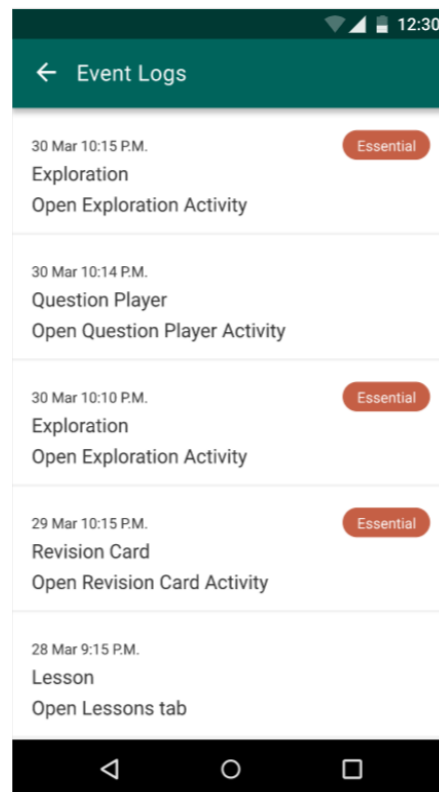 12:30
Event Logs
30 Mar 10:15 P.M.
Essential
Exploration
Open Exploration Activity
30 Mar 10:14 P.M.
Question Player
Open Question Player Activity
30 Mar 10:10 P.M.
Essential
Exploration
Open Exploration Activity
29 Mar 10:15 P.M.
Essential
Revision Card
Open Revision Card Activity
28 Mar 9:15 P.M.
Lesson
Open Lessons tab